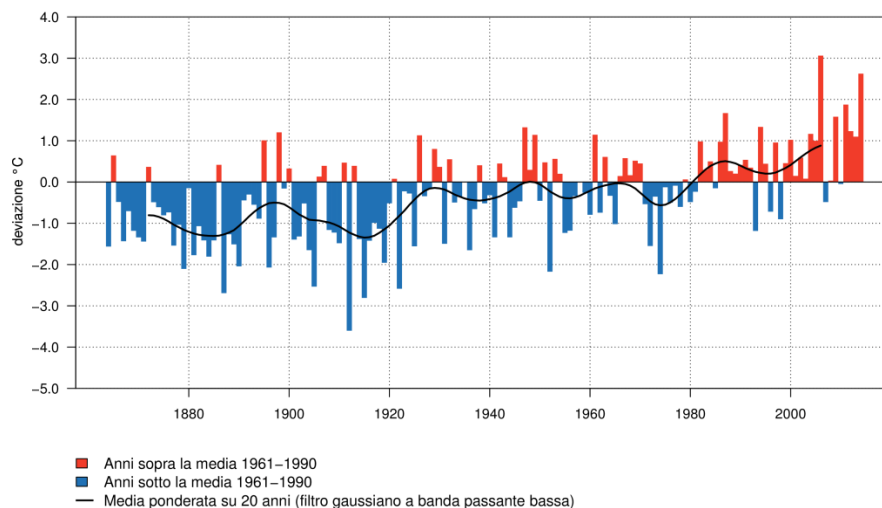 4.0
3.0
2.0
1.0
0.0
−1.0
−2.0
−3.0
−4.0
−5.0
deviazione °C
1880 1900 1920 1940 1960 1980 2000
Anni sopra la media 1961−1990
Anni sotto la media 1961−1990
Media ponderata su 20 anni (filtro gaussiano a banda passante bassa)